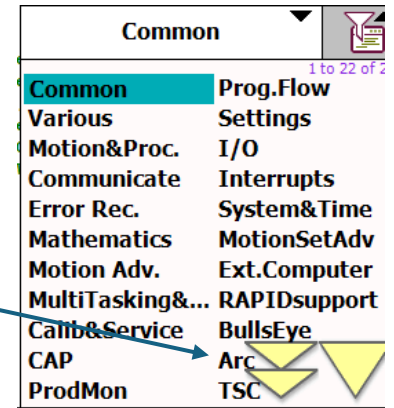 Common
1 to 22 of 2
Common Prog.Flow
Various Settings
Motion&Proc. I/O
Communicate Interrupts
Error Rec. System&Time
Mathematics MotionSetAdv
Motion Adv. Ext.Computer
MultiTasking&... RAPIDsupport
Calib&Service BullsEye
CAP Arc
ProdMon TSC